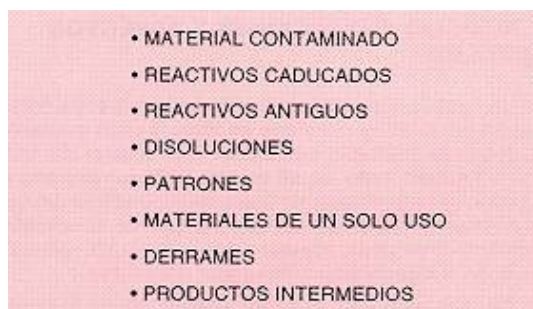 • MATERIAL CONTAMINADO
• REACTIVOS CADUCADOS
• REACTIVOS ANTIGUOS
• DISOLUCIONES
• PATRONES
• MATERIALES DE UN SOLO USO
• DERRAMES
• PRODUCTOS INTERMEDIOS